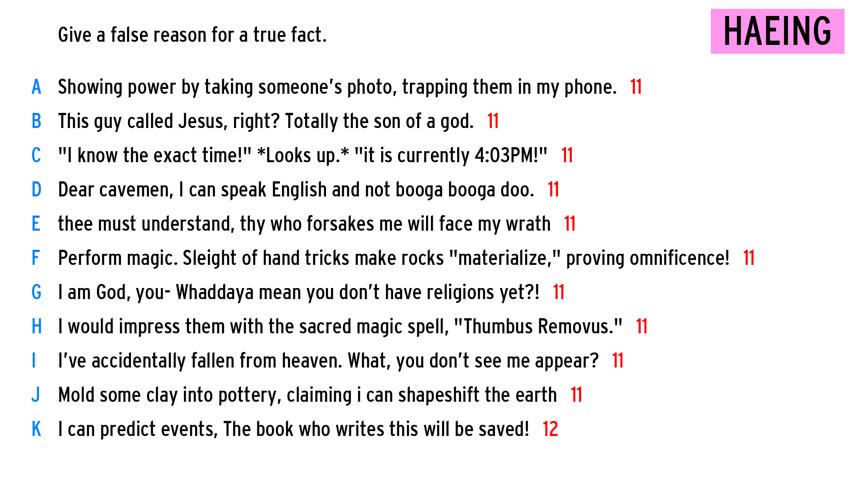 Give a false reason for a true fact.
HAEING
A Showing power by taking someone's photo, trapping them in my phone. 11
B This guy called Jesus, right? Totally the son of a god. 11
C "I know the exact time!" *Looks up.* "it is currently 4:03PM!" 11
D Dear cavemen, I can speak English and not booga booga doo. 11
E thee must understand, thy who forsakes me will face my wrath 11
F Perform magic. Sleight of hand tricks make rocks "materialize," proving omnificence! 11
G I am God, you- Whaddaya mean you don't have religions yet?! 11
H I would impress them with the sacred magic spell, "Thumbus Removus." 11
I I've accidentally fallen from heaven. What, you don't see me appear? 11
J Mold some clay into pottery, claiming i can shapeshift the earth 11
K I can predict events, The book who writes this will be saved! 12